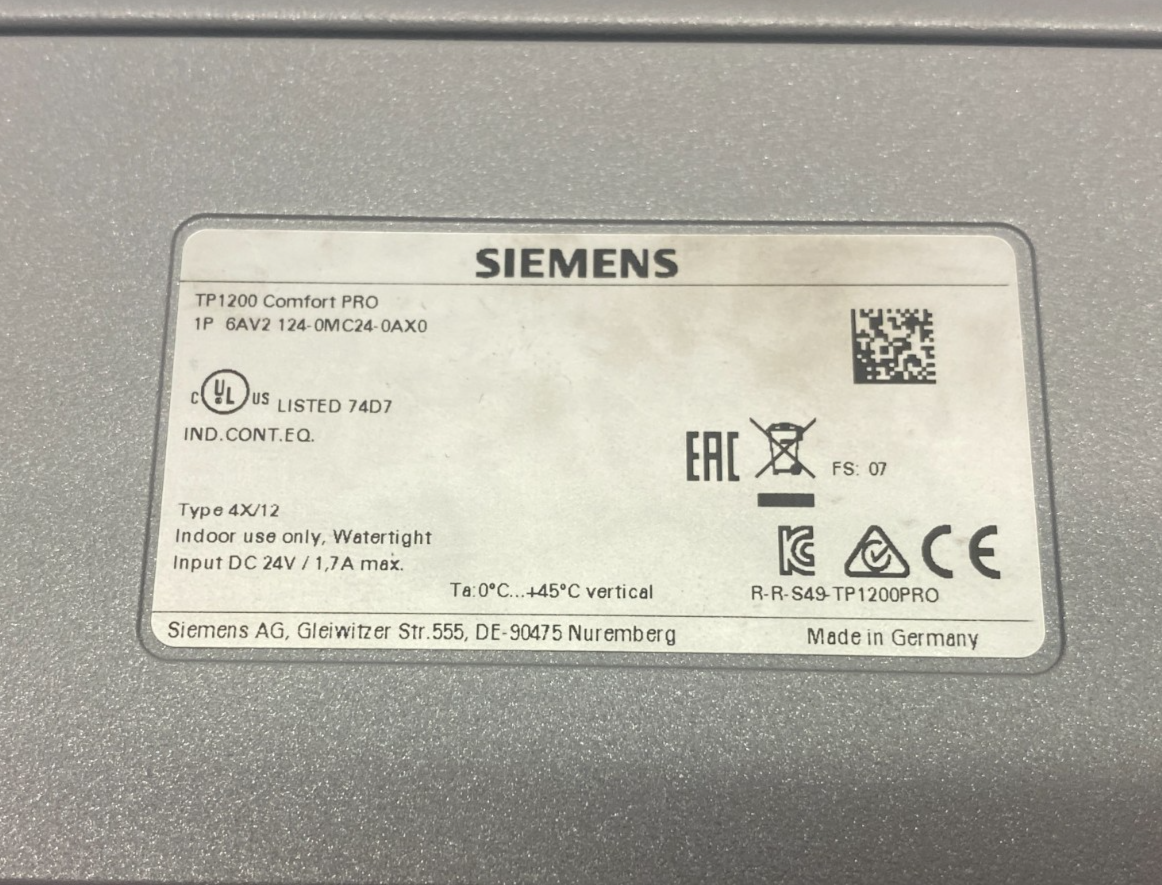 SIEMENS
TP1200 Comfort PRO
1P 6AV2 124-0MC24-0AX0
c UL US LISTED 74D7
IND.CONT.EQ.
EAC
FS: 07
Type 4X/12
Indoor use only, Watertight
Input DC 24V / 1,7A max.
KC
CE
Ta:0°C...+45°C vertical
R-R-S49-TP1200PRO
Siemens AG, Gleiwitzer Str.555, DE-90475 Nuremberg
Made in Germany